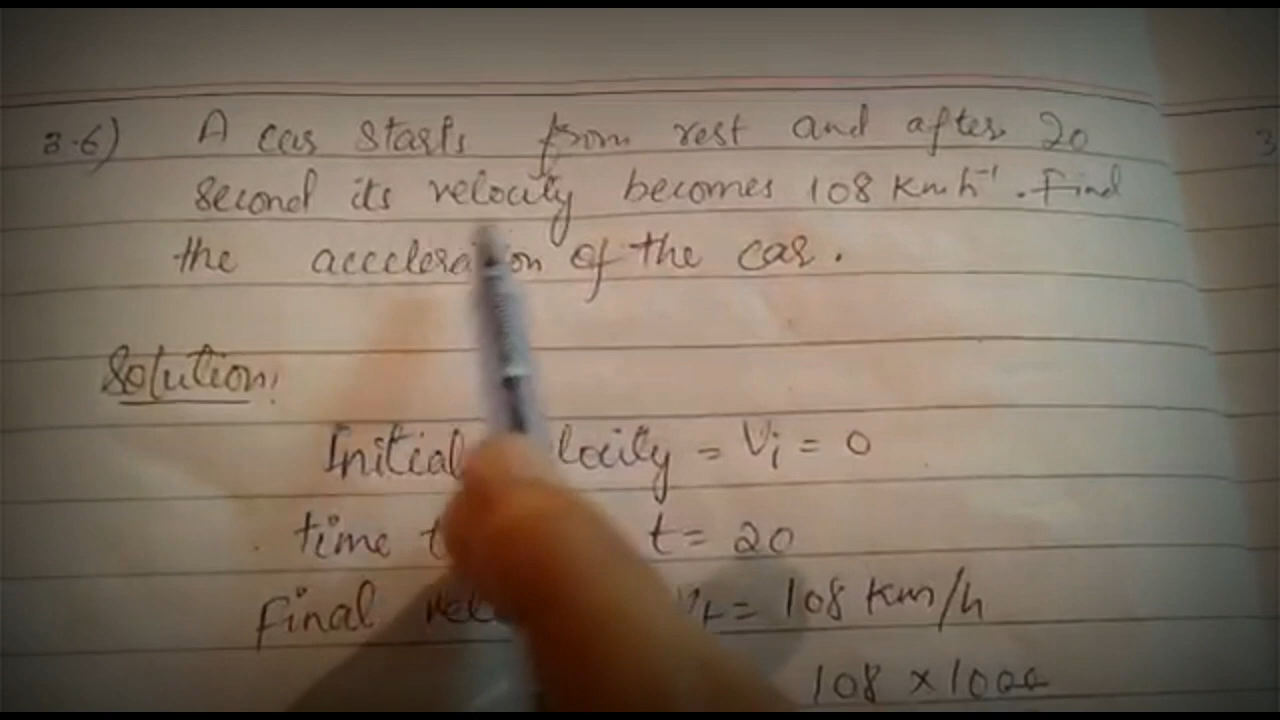 3.6) A car starts from rest and after 20
second its velocity becomes 108 Kmh⁻¹. Find
the acceleration of the car.
Solution:
Initial locity = Vi = 0
time t = 20
Final = 108 Km/h
108 x 1000
3